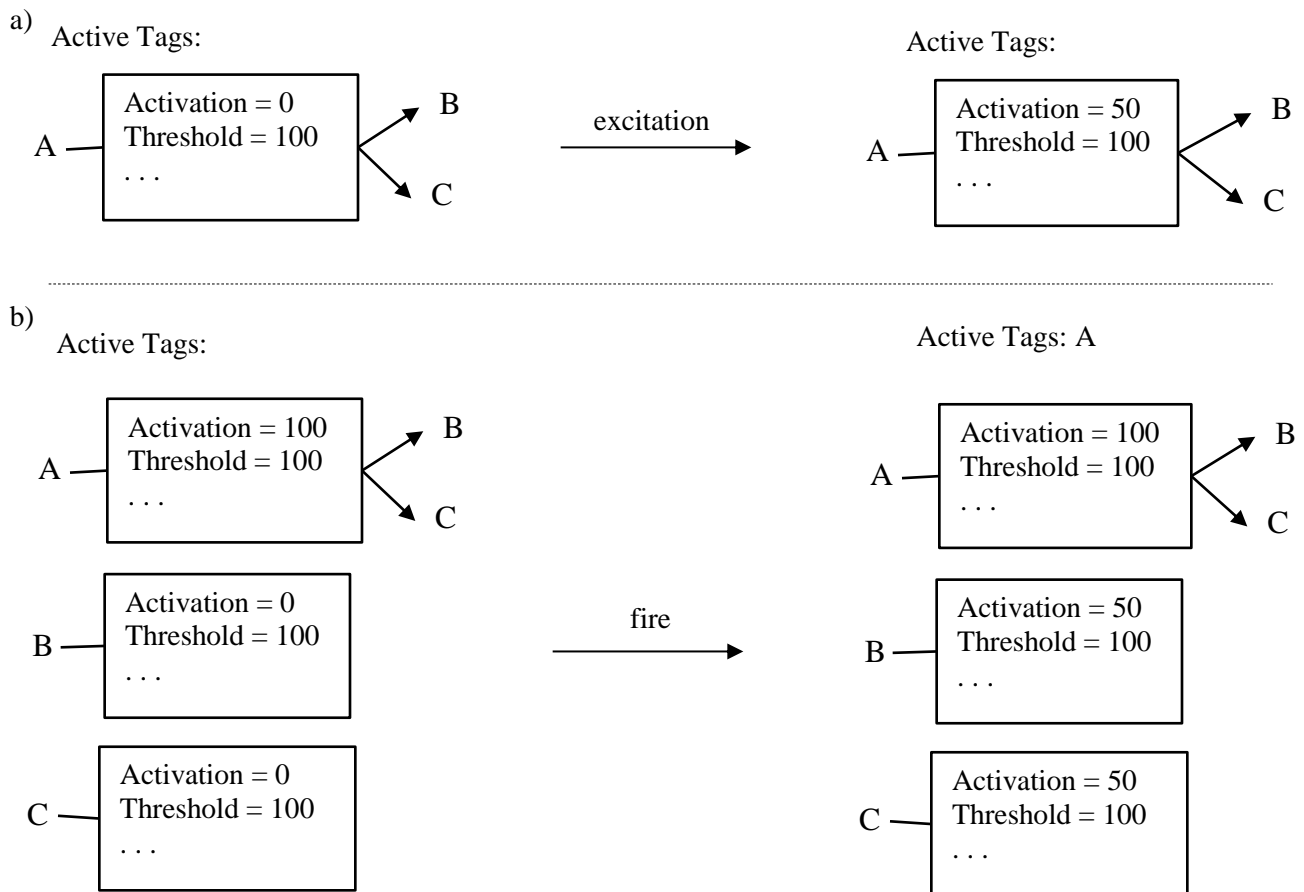 a)
Active Tags:
Active Tags:
Activation = 0
Threshold = 100
. . .
A
B
C
excitation
Activation = 50
Threshold = 100
. . .
A
B
C
b)
Active Tags:
Active Tags: A
Activation = 100
Threshold = 100
. . .
A
B
C
Activation = 100
Threshold = 100
. . .
A
B
C
Activation = 0
Threshold = 100
. . .
B
fire
Activation = 50
Threshold = 100
. . .
B
Activation = 0
Threshold = 100
. . .
C
Activation = 50
Threshold = 100
. . .
C